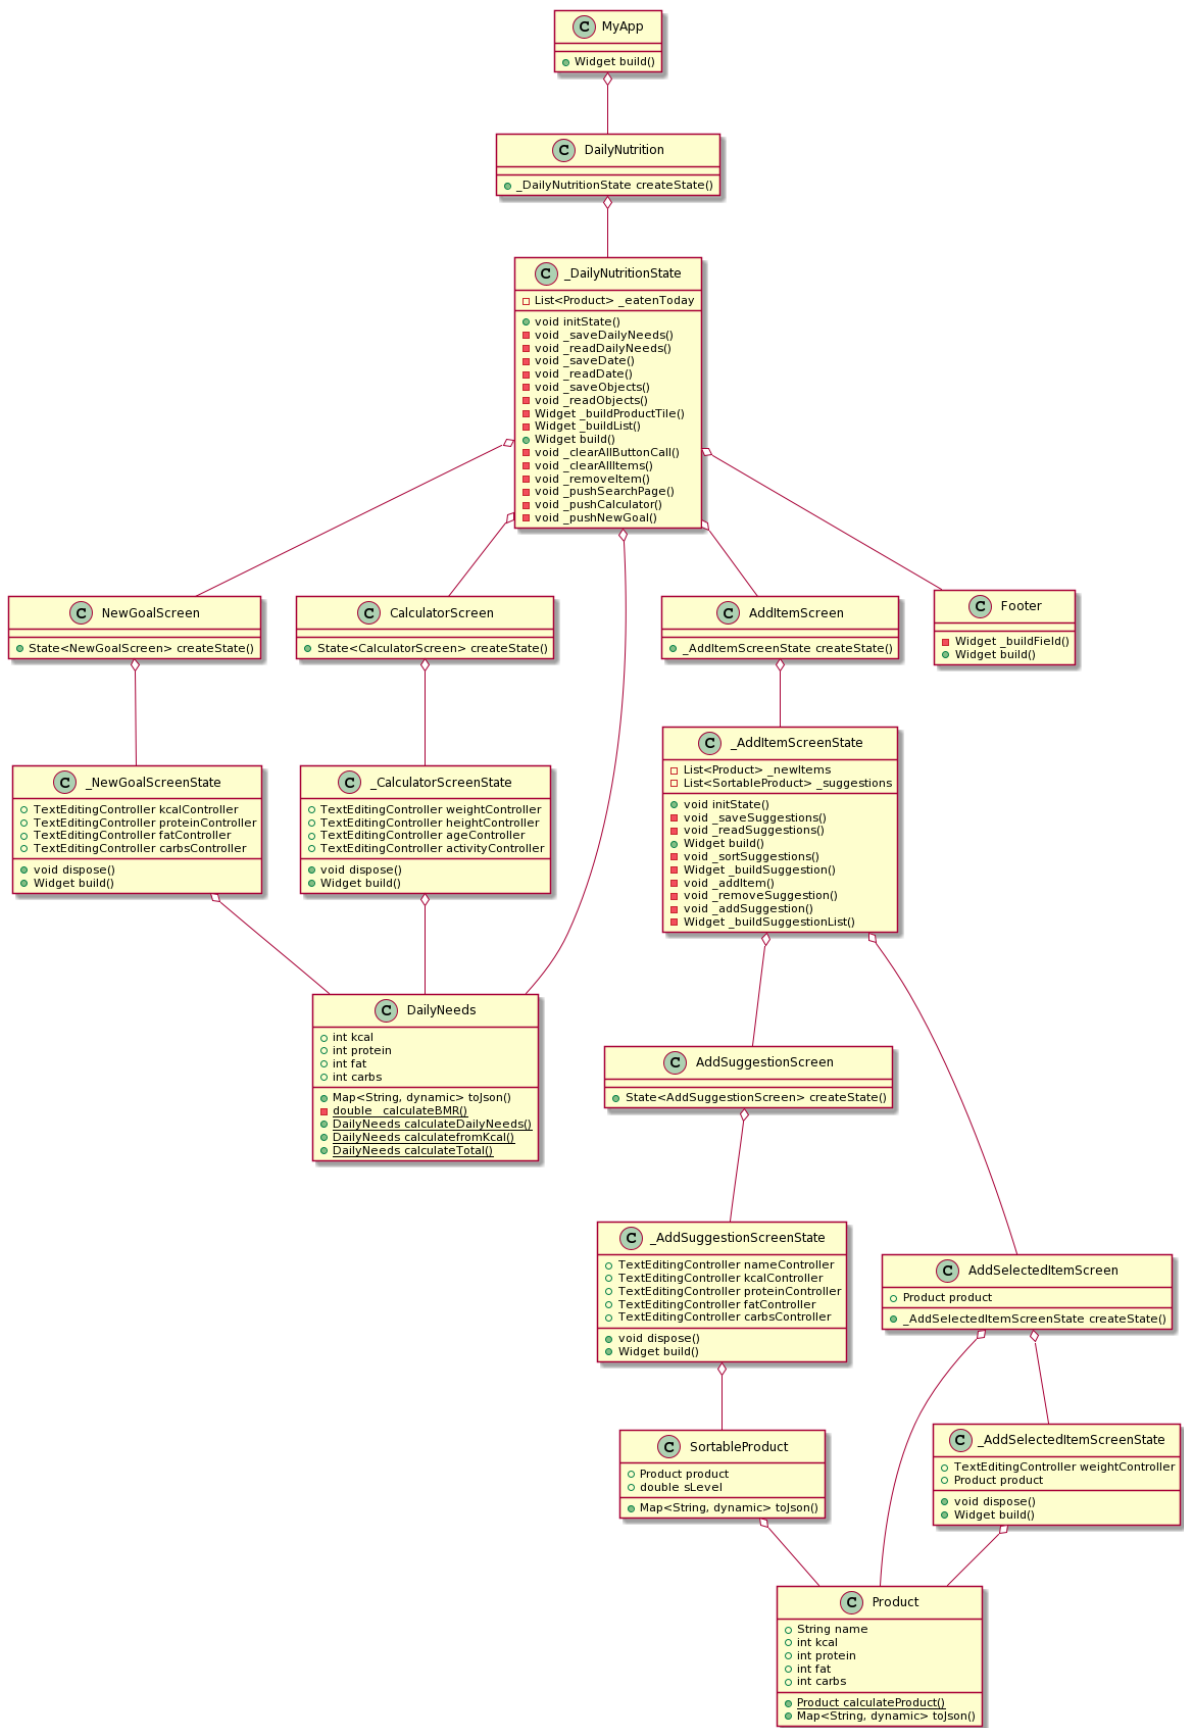 C MyApp
Widget build()
C DailyNutrition
_DailyNutritionState createState()
C _DailyNutritionState
List<Product> _eatenToday
void initState()
void _saveDailyNeeds()
void _readDailyNeeds()
void _saveDate()
void _readDate()
void _saveObjects()
void _readObjects()
Widget _buildProductTile()
Widget _buildList()
Widget build()
void _clearAllButtonCall()
void _clearAllItems()
void _removeItem()
void _pushSearchPage()
void _pushCalculator()
void _pushNewGoal()
C NewGoalScreen
State<NewGoalScreen> createState()
C CalculatorScreen
State<CalculatorScreen> createState()
C AddItemScreen
_AddItemScreenState createState()
C Footer
Widget _buildField()
Widget build()
C _NewGoalScreenState
TextEditingController kcalController
TextEditingController proteinController
TextEditingController fatController
TextEditingController carbsController
void dispose()
Widget build()
C _CalculatorScreenState
TextEditingController weightController
TextEditingController heightController
TextEditingController ageController
TextEditingController activityController
void dispose()
Widget build()
C _AddItemScreenState
List<Product> _newItems
List<SortableProduct> _suggestions
void initState()
void _saveSuggestions()
void _readSuggestions()
Widget build()
void _sortSuggestions()
Widget _buildSuggestion()
void _addItem()
void _removeSuggestion()
void _addSuggestion()
Widget _buildSuggestionList()
C DailyNeeds
int kcal
int protein
int fat
int carbs
Map<String, dynamic> toJson()
double _calculateBMR()
DailyNeeds calculateDailyNeeds()
DailyNeeds calculatefromKcal()
DailyNeeds calculateTotal()
C AddSuggestionScreen
State<AddSuggestionScreen> createState()
C _AddSuggestionScreenState
TextEditingController nameController
TextEditingController kcalController
TextEditingController proteinController
TextEditingController fatController
TextEditingController carbsController
void dispose()
Widget build()
C AddSelectedItemScreen
Product product
_AddSelectedItemScreenState createState()
C SortableProduct
Product product
double sLevel
Map<String, dynamic> toJson()
C _AddSelectedItemScreenState
TextEditingController weightController
Product product
void dispose()
Widget build()
C Product
String name
int kcal
int protein
int fat
int carbs
Product calculateProduct()
Map<String, dynamic> toJson()